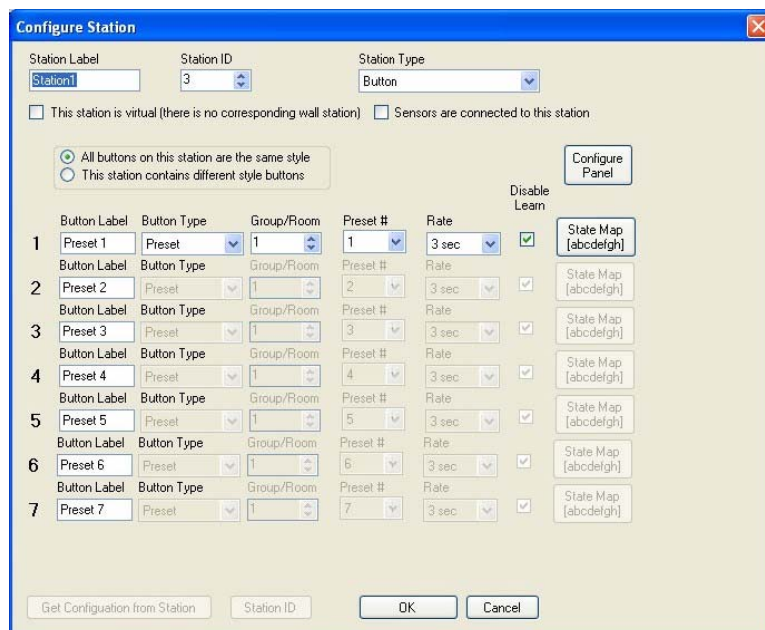 Configure Station
Station Label Station ID Station Type
Station1 3 Button
This station is virtual (there is no corresponding wall station) Sensors are connected to this station
All buttons on this station are the same style
This station contains different style buttons
Configure Panel
Disable Learn
Button Label Button Type Group/Room Preset # Rate
1 Preset 1 Preset 1 1 3 sec State Map [abcdefgh]
Button Label Button Type Group/Room Preset # Rate
2 Preset 2 Preset 1 2 3 sec State Map [abcdefgh]
Button Label Button Type Group/Room Preset # Rate
3 Preset 3 Preset 1 3 3 sec State Map [abcdefgh]
Button Label Button Type Group/Room Preset # Rate
4 Preset 4 Preset 1 4 3 sec State Map [abcdefgh]
Button Label Button Type Group/Room Preset # Rate
5 Preset 5 Preset 1 5 3 sec State Map [abcdefgh]
Button Label Button Type Group/Room Preset # Rate
6 Preset 6 Preset 1 6 3 sec State Map [abcdefgh]
Button Label Button Type Group/Room Preset # Rate
7 Preset 7 Preset 1 7 3 sec State Map [abcdefgh]
Get Configuation from Station Station ID OK Cancel